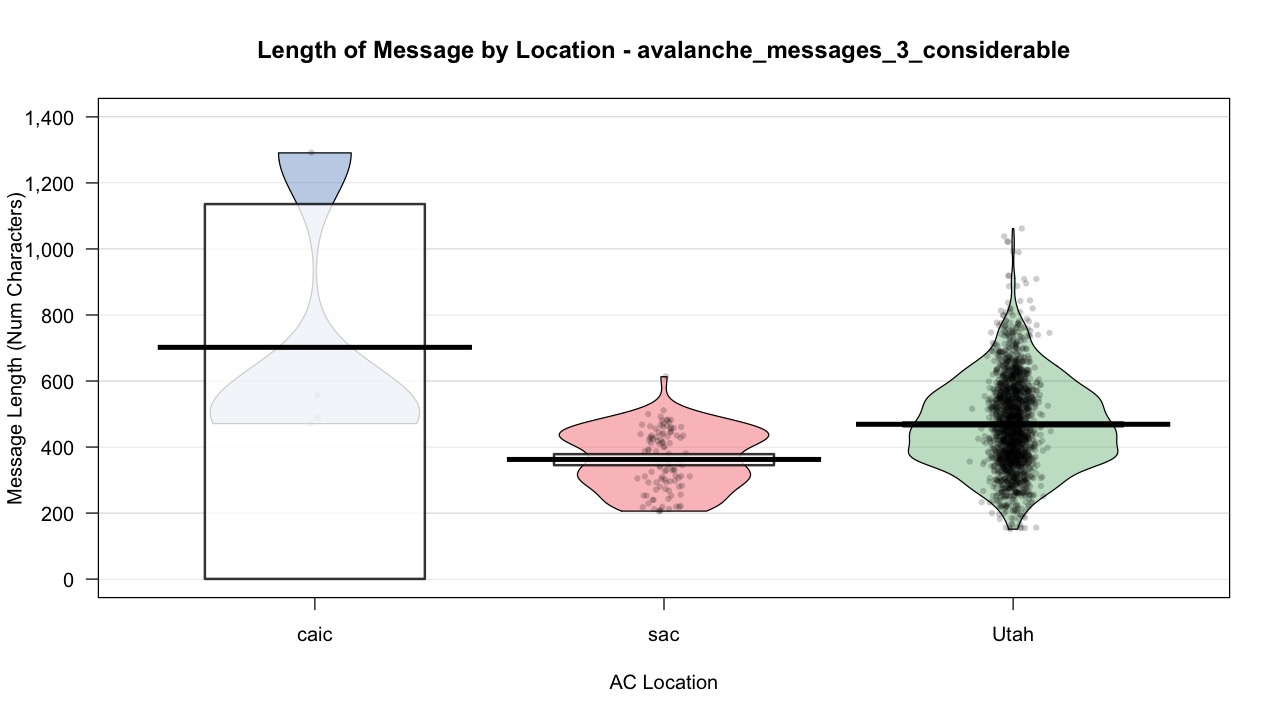 Length of Message by Location - avalanche_messages_3_considerable
Message Length (Num Characters)
1,400
1,200
1,000
800
600
400
200
0
caic
sac
Utah
AC Location